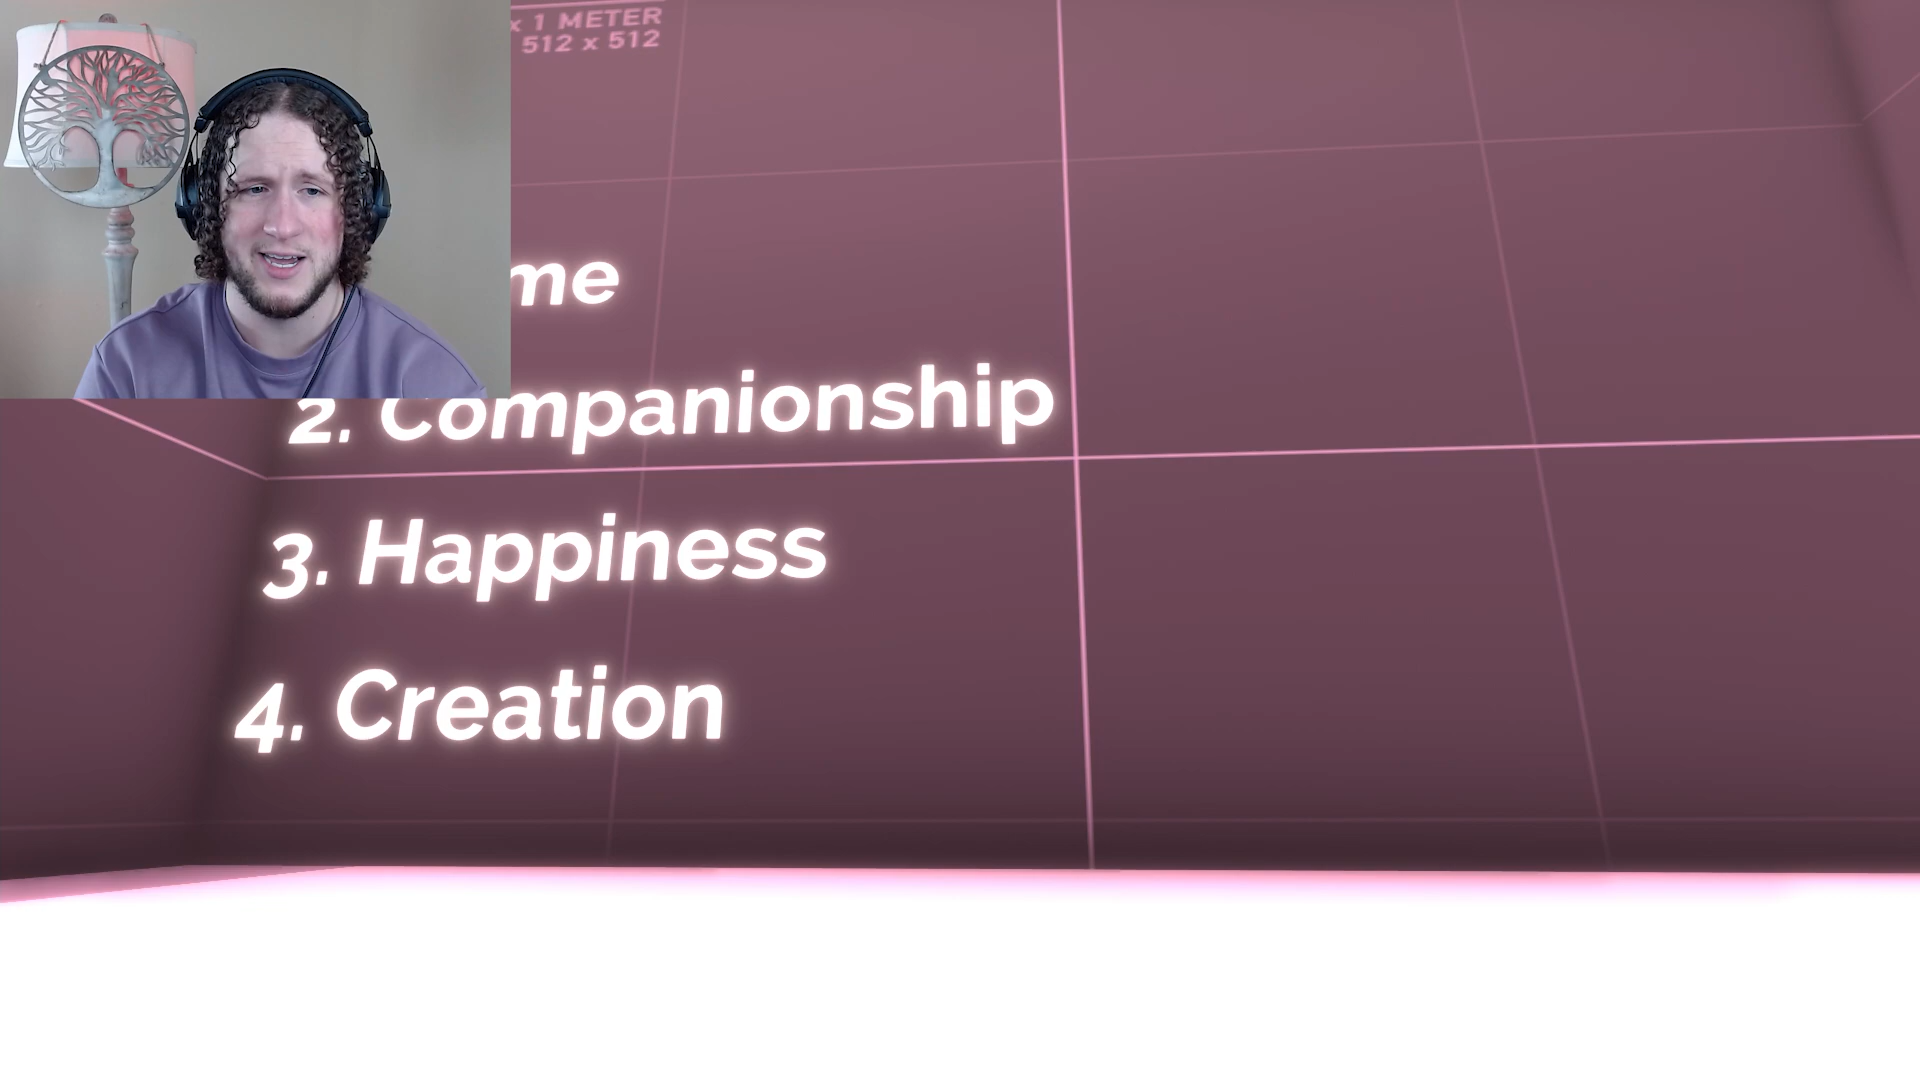 x 1 METER
512 x 512
me
2. Companionship
3. Happiness
4. Creation